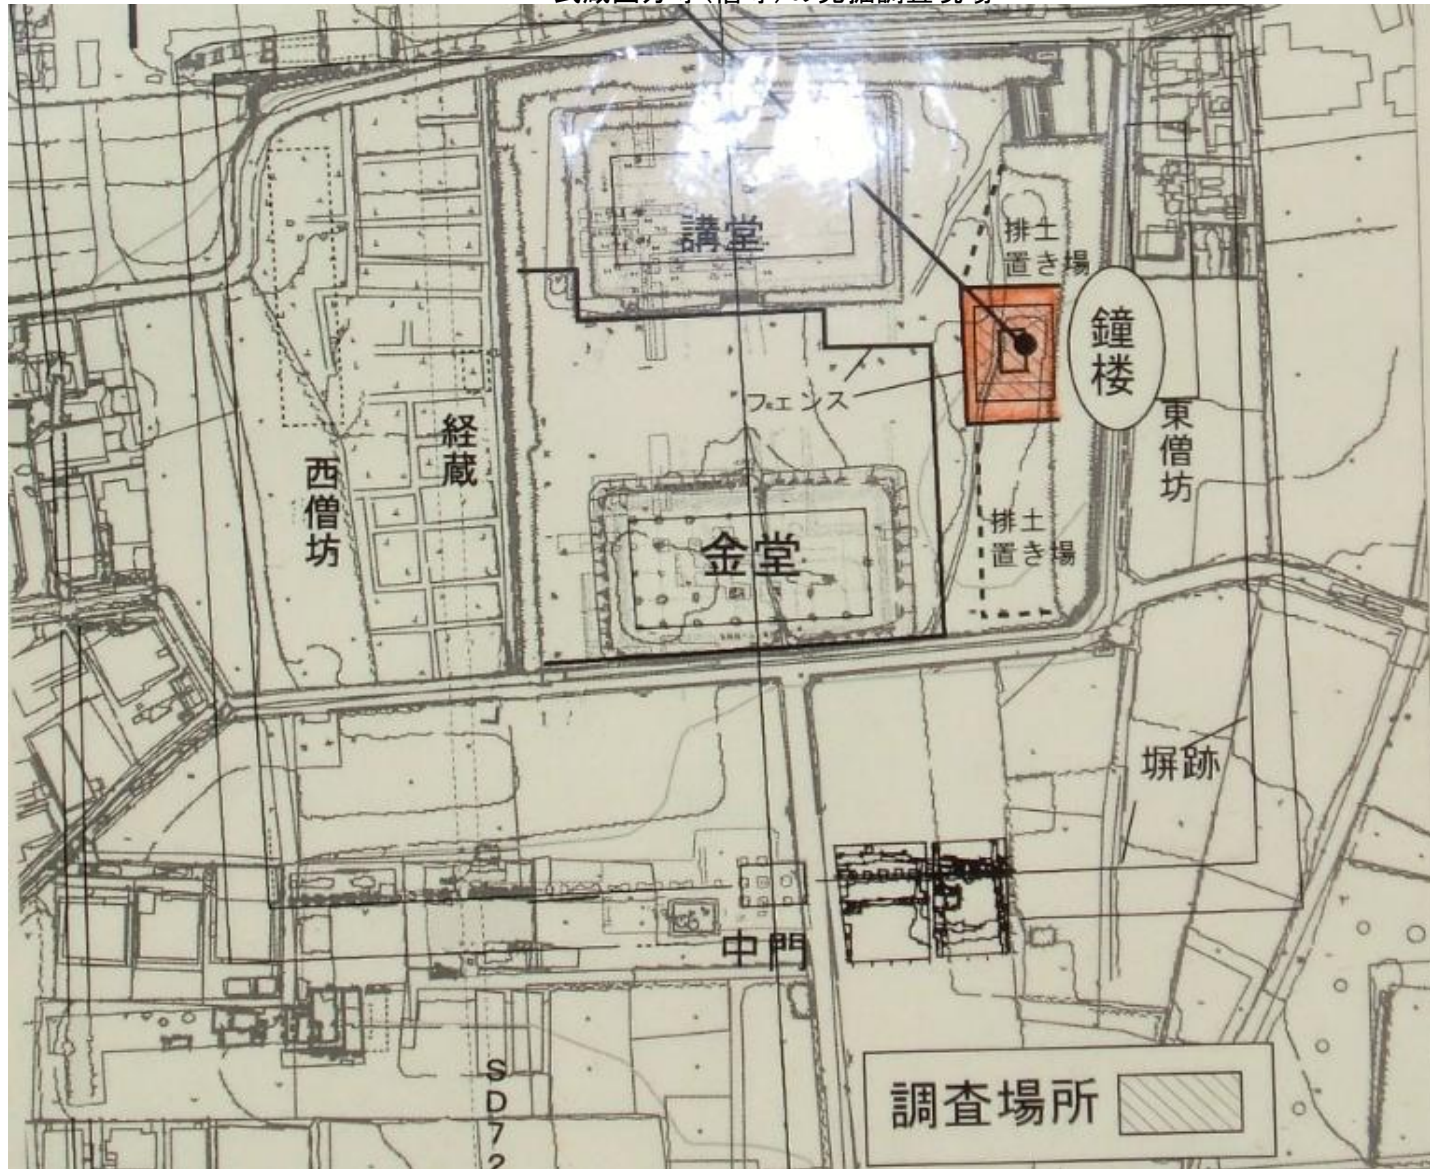 講堂
排土
置き場
鐘楼
フェンス
経蔵
東僧坊
西僧坊
金堂
排土
置き場
塀跡
中門
SD72
調査場所